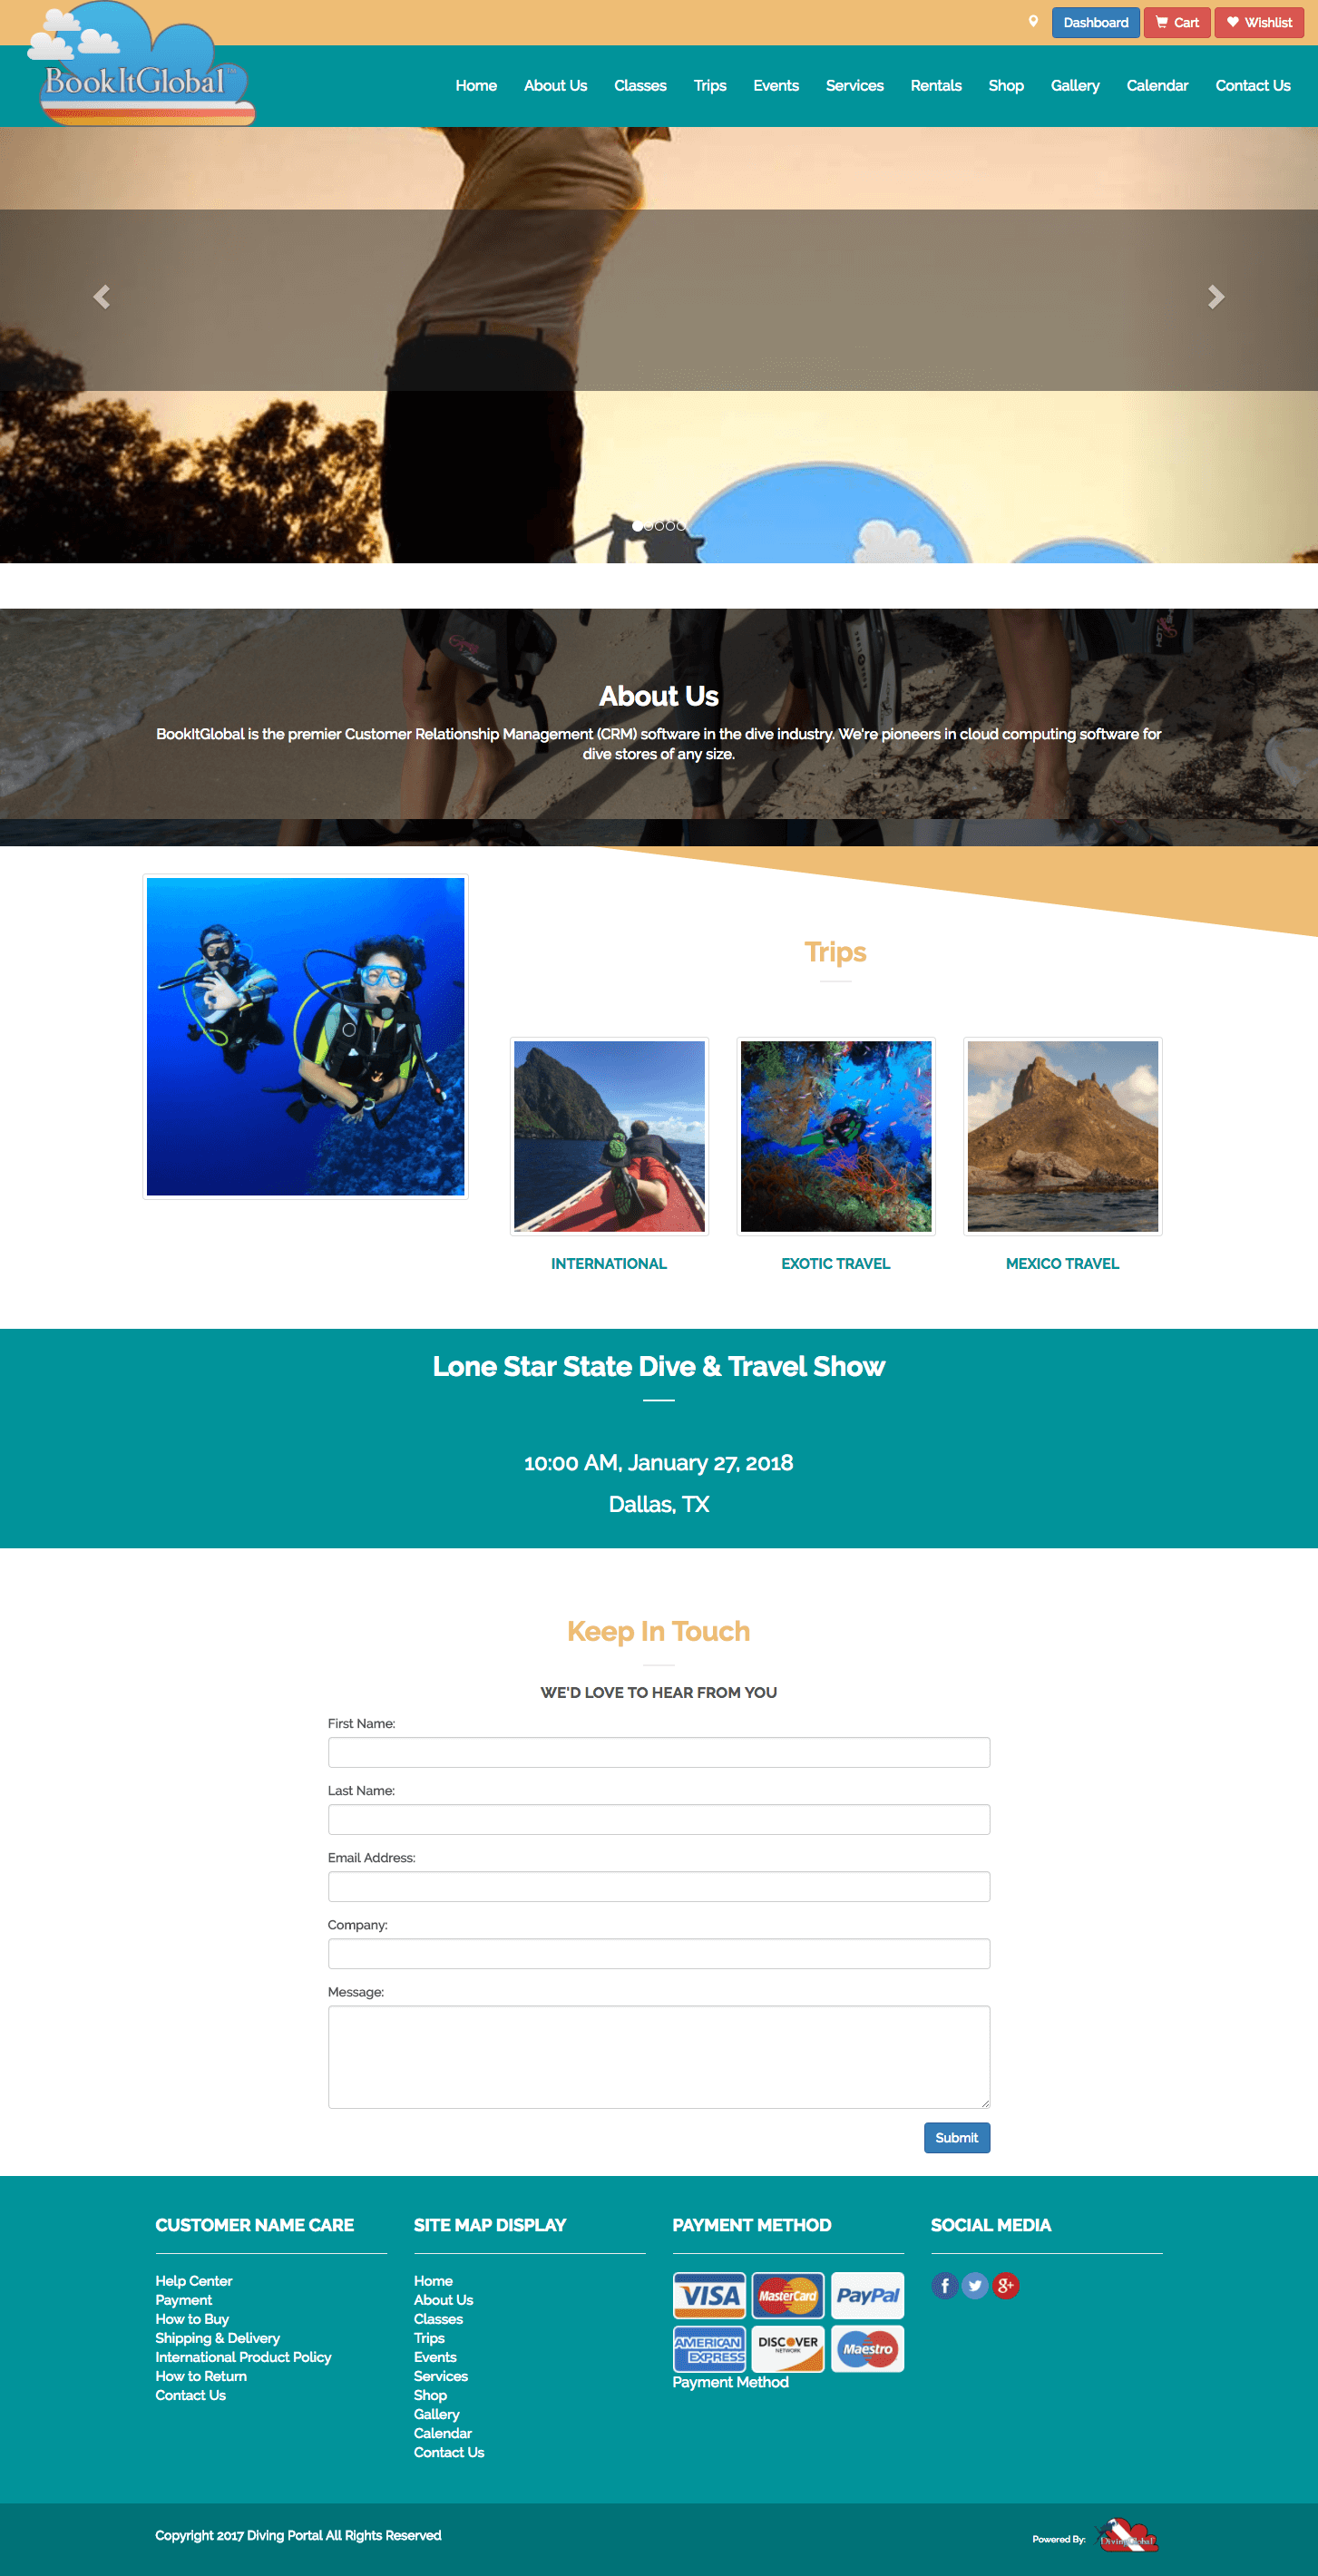 Dashboard Cart Wishlist
BookItGlobal
Home About Us Classes Trips Events Services Rentals Shop Gallery Calendar Contact Us
About Us
BookItGlobal is the premier Customer Relationship Management (CRM) software in the dive industry. We're pioneers in cloud computing software for
dive stores of any size.
Trips
INTERNATIONAL EXOTIC TRAVEL MEXICO TRAVEL
Lone Star State Dive & Travel Show
10:00 AM, January 27, 2018
Dallas, TX
Keep In Touch
WE'D LOVE TO HEAR FROM YOU
First Name:
Last Name:
Email Address:
Company:
Message:
Submit
CUSTOMER NAME CARE
Help Center
Payment
How to Buy
Shipping & Delivery
International Product Policy
How to Return
Contact Us
SITE MAP DISPLAY
Home
About Us
Classes
Trips
Events
Services
Shop
Gallery
Calendar
Contact Us
PAYMENT METHOD
VISA MasterCard PayPal
AMERICAN EXPRESS DISCOVER NETWORK Maestro
Payment Method
SOCIAL MEDIA
f g+
Copyright 2017 Diving Portal All Rights Reserved
Powered By: DivingGlobal